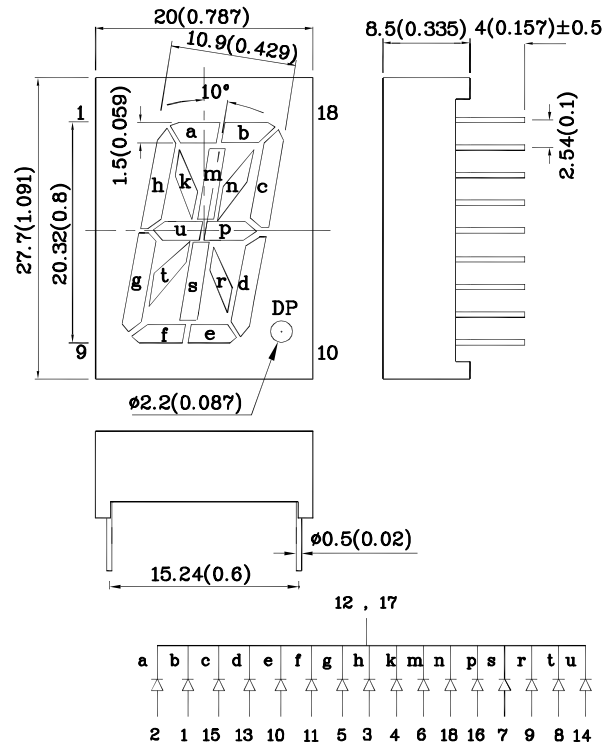 20(0.787)
10.9(0.429)
8.5(0.335)
4(0.157)±0.5
10°
1
18
1.5(0.059)
2.54(0.1)
a
b
h
k
m
n
c
27.7(1.091)
20.32(0.8)
u
p
g
t
s
r
d
f
e
DP
9
10
ø2.2(0.087)
ø0.5(0.02)
15.24(0.6)
12 , 17
a b c d e f g h k m n p s r t u
2 1 15 13 10 11 5 3 4 6 18 16 7 9 8 14